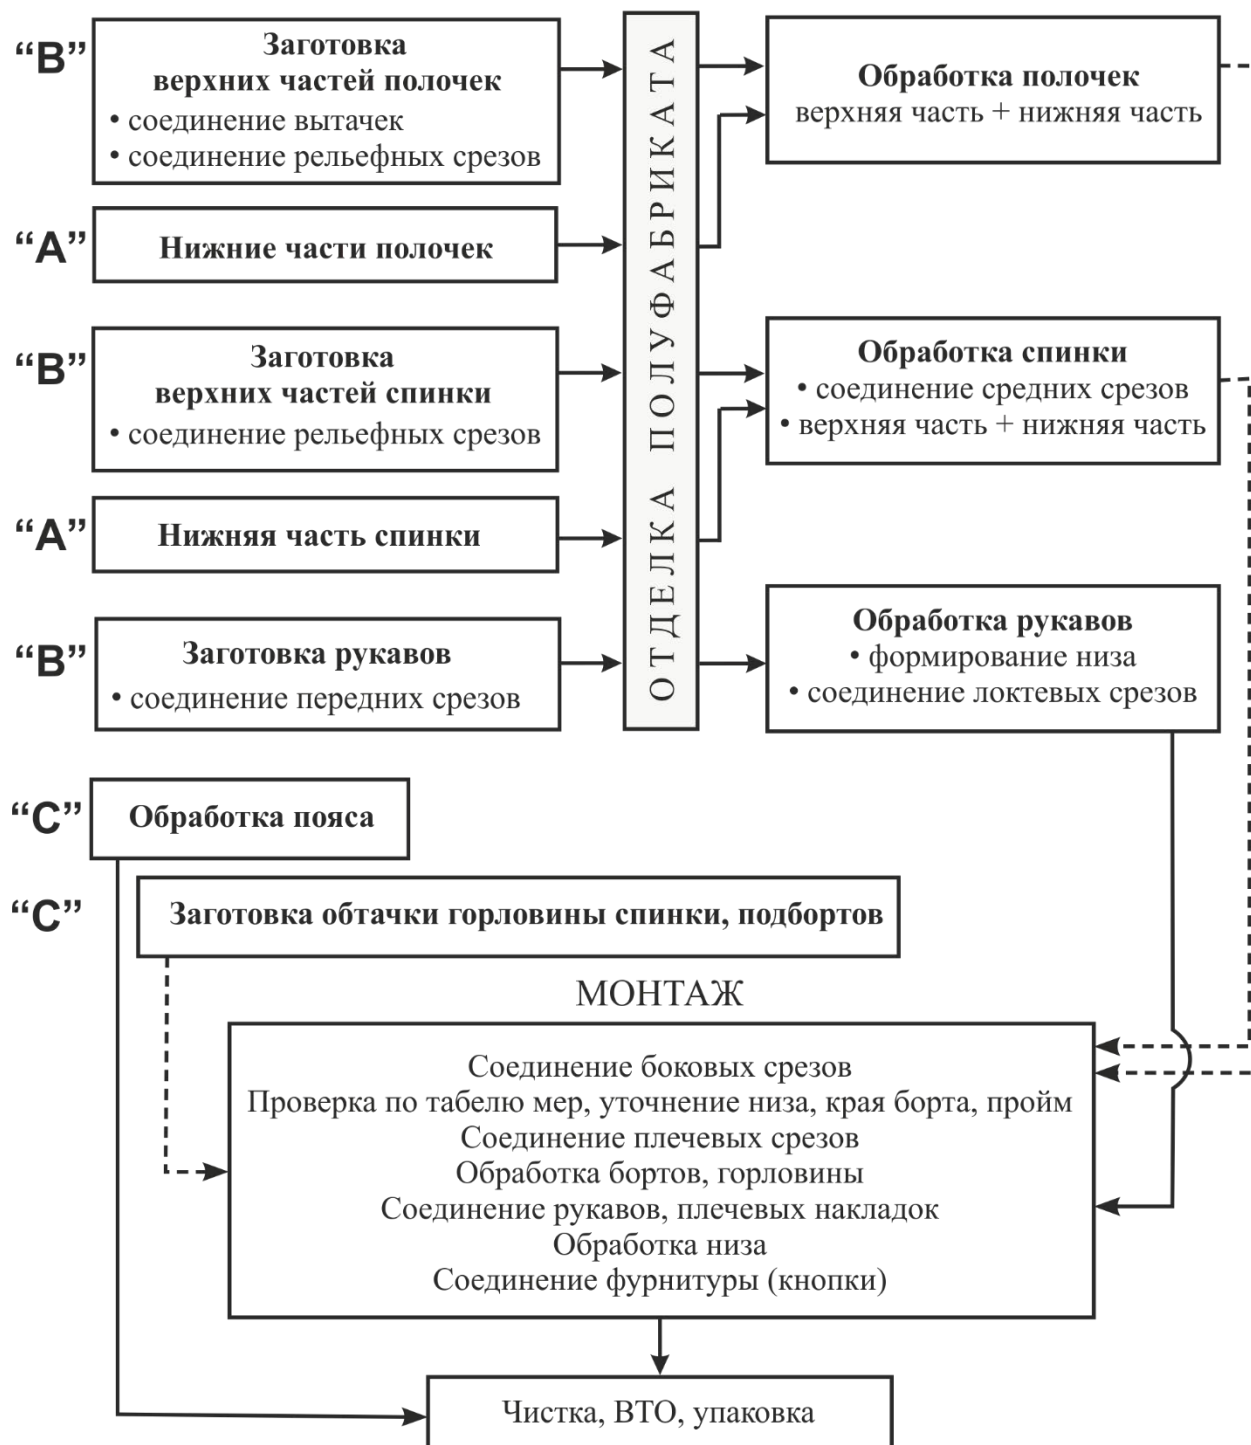 “B”
Заготовка
верхних частей полочек
• соединение вытачек
• соединение рельефных срезов
“A”
Нижние части полочек
“B”
Заготовка
верхних частей спинки
• соединение рельефных срезов
“A”
Нижняя часть спинки
“B”
Заготовка рукавов
• соединение передних срезов
ОТДЕЛКА ПОЛУФАБРИКАТА
Обработка полочек
верхняя часть + нижняя часть
Обработка спинки
• соединение средних срезов
• верхняя часть + нижняя часть
Обработка рукавов
• формирование низа
• соединение локтевых срезов
“C”
Обработка пояса
“C”
Заготовка обтачки горловины спинки, подбортов
МОНТАЖ
Соединение боковых срезов
Проверка по табелю мер, уточнение низа, края борта, пройм
Соединение плечевых срезов
Обработка бортов, горловины
Соединение рукавов, плечевых накладок
Обработка низа
Соединение фурнитуры (кнопки)
Чистка, ВТО, упаковка